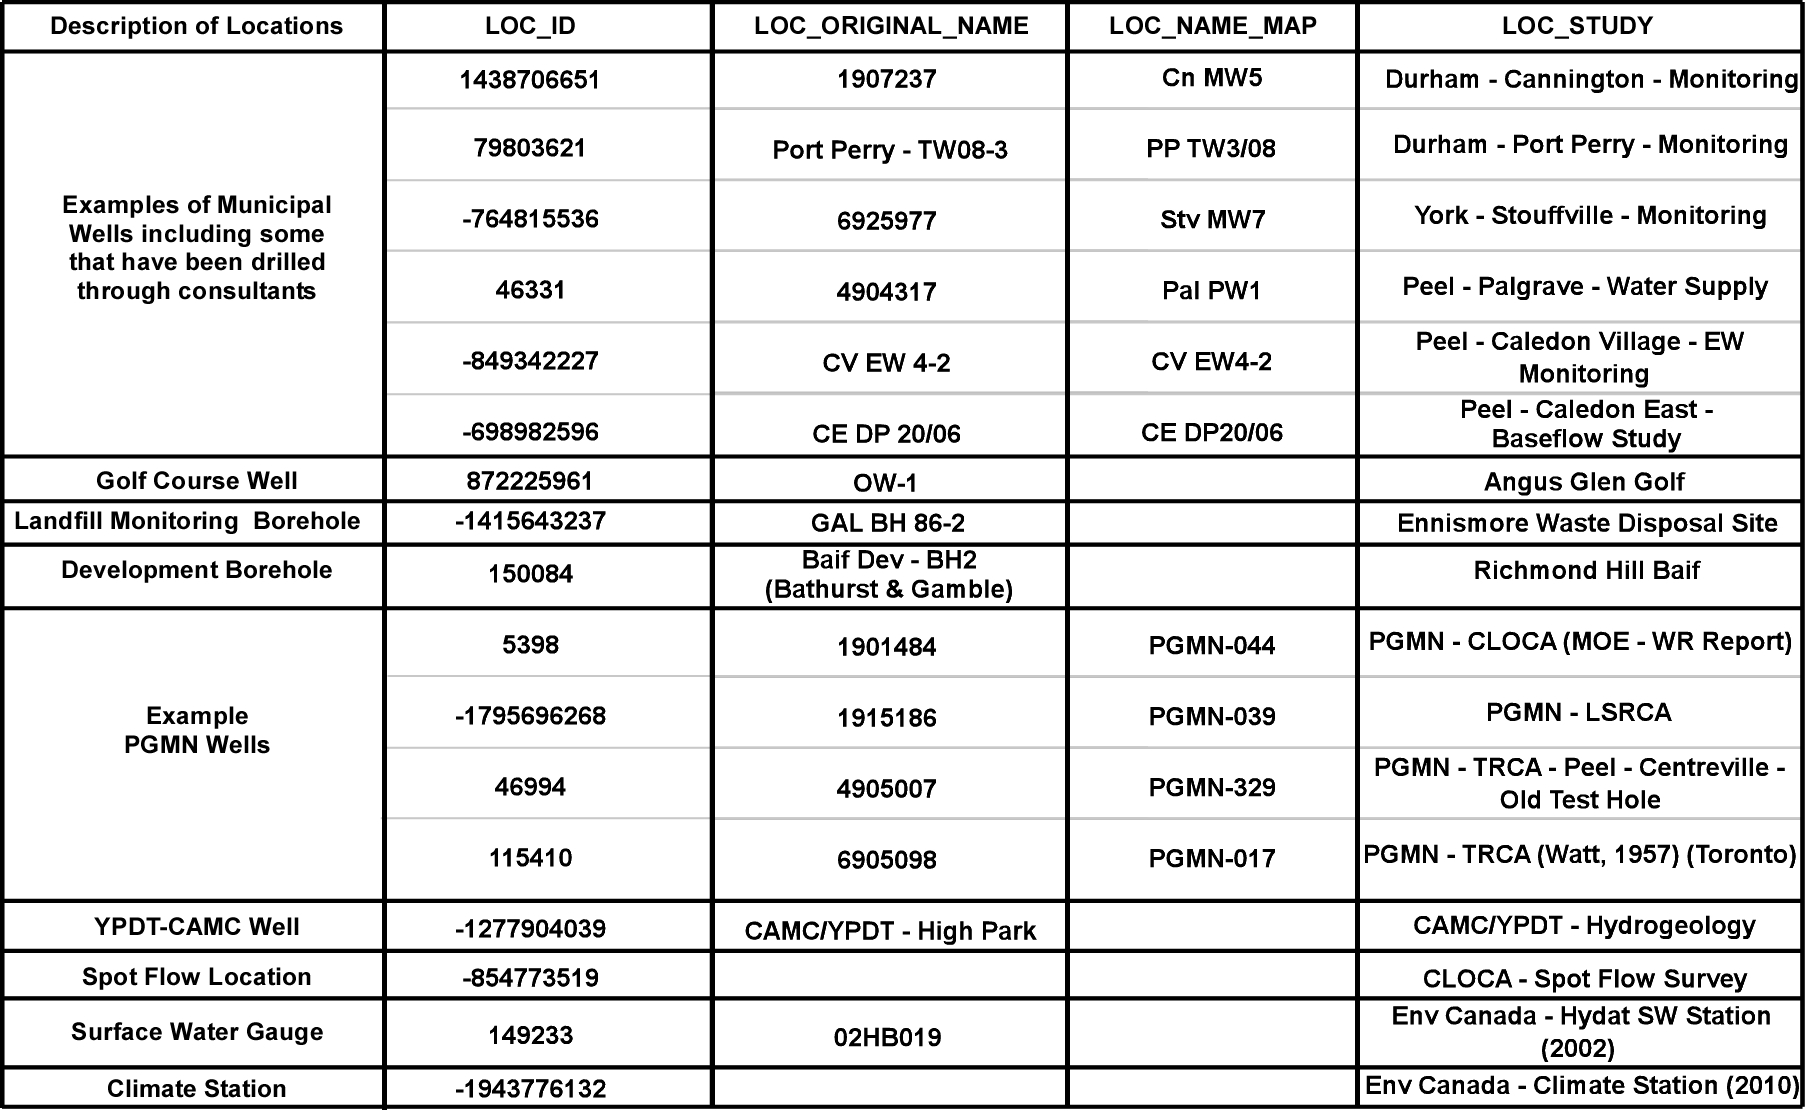 Description of Locations LOC_ID LOC_ORIGINAL_NAME LOC_NAME_MAP LOC_STUDY
Examples of Municipal
Wells including some
that have been drilled
through consultants
1438706651 1907237 Cn MW5 Durham - Cannington - Monitoring
79803621 Port Perry - TW08-3 PP TW3/08 Durham - Port Perry - Monitoring
-764815536 6925977 Stv MW7 York - Stouffville - Monitoring
46331 4904317 Pal PW1 Peel - Palgrave - Water Supply
-849342227 CV EW 4-2 CV EW4-2 Peel - Caledon Village - EW
Monitoring
-698982596 CE DP 20/06 CE DP20/06 Peel - Caledon East -
Baseflow Study
Golf Course Well 872225961 OW-1 Angus Glen Golf
Landfill Monitoring Borehole -1415643237 GAL BH 86-2 Ennismore Waste Disposal Site
Development Borehole 150084 Baif Dev - BH2
(Bathurst & Gamble) Richmond Hill Baif
Example
PGMN Wells
5398 1901484 PGMN-044 PGMN - CLOCA (MOE - WR Report)
-1795696268 1915186 PGMN-039 PGMN - LSRCA
46994 4905007 PGMN-329 PGMN - TRCA - Peel - Centreville -
Old Test Hole
115410 6905098 PGMN-017 PGMN - TRCA (Watt, 1957) (Toronto)
YPDT-CAMC Well -1277904039 CAMC/YPDT - High Park CAMC/YPDT - Hydrogeology
Spot Flow Location -854773519 CLOCA - Spot Flow Survey
Surface Water Gauge 149233 02HB019 Env Canada - Hydat SW Station
(2002)
Climate Station -1943776132 Env Canada - Climate Station (2010)